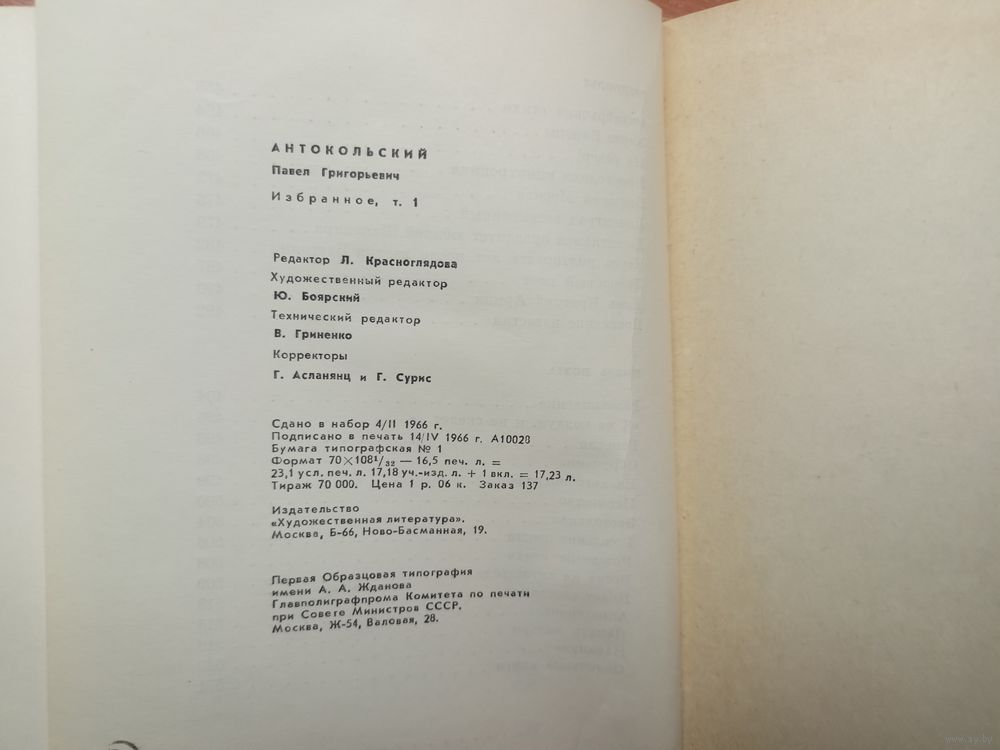 АНТОКОЛЬСКИЙ
Павел Григорьевич
Избранное, т. 1
Редактор Л. Красноглядова
Художественный редактор
Ю. Боярский
Технический редактор
В. Гриненко
Корректоры
Г. Асланянц и Г. Сурис
Сдано в набор 4/II 1966 г.
Подписано в печать 14/IV 1966 г. А10028
Бумага типографская № 1
Формат 70×108¹/₃₂ — 16,5 печ. л. =
23,1 усл. печ. л. 17,18 уч.-изд. л. + 1 вкл. = 17,23 л.
Тираж 70 000. Цена 1 р. 06 к. Заказ 137
Издательство
«Художественная литература».
Москва, Б-66, Ново-Басманная, 19.
Первая Образцовая типография
имени А. А. Жданова
Главполиграфпрома Комитета по печати
при Совете Министров СССР.
Москва, Ж-54, Валовая, 28.
www.ay.by